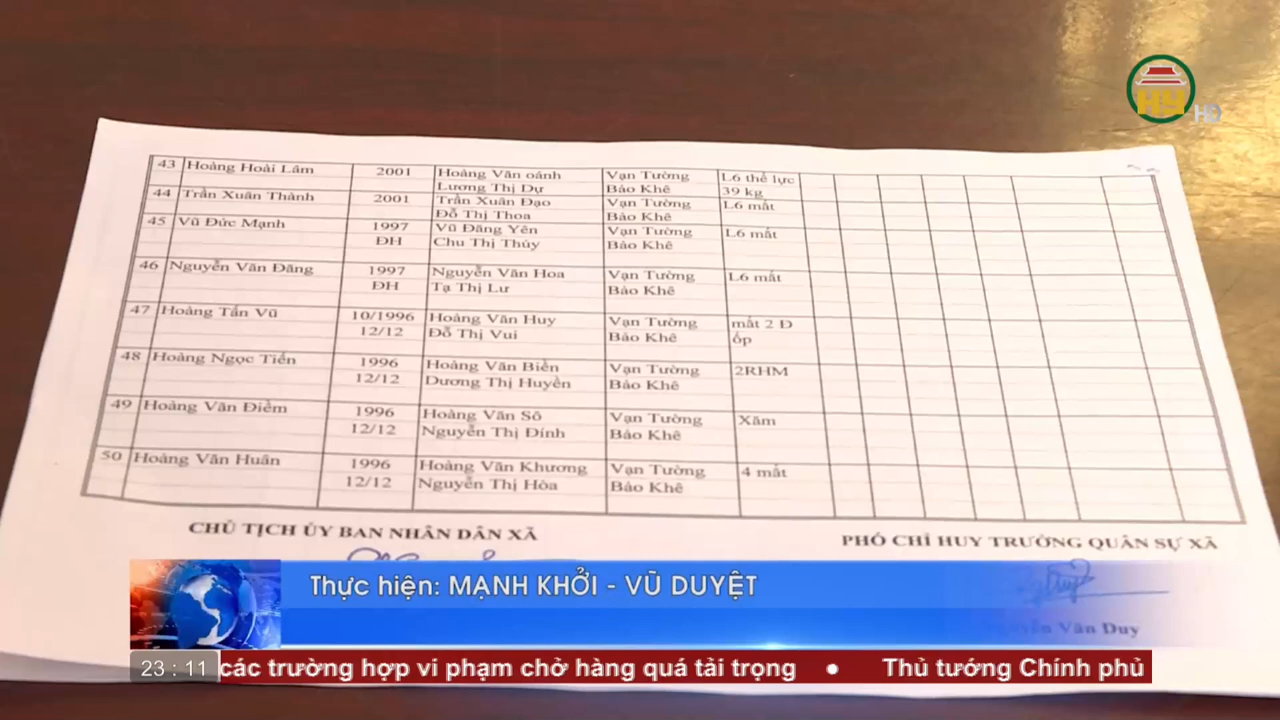 HY
HD
43 Hoàng Hoài Lâm 2001 Hoàng Văn oánh Vạn Tường L6 thể lực
Lương Thị Dự Bảo Khê 39 kg
44 Trần Xuân Thành 2001 Trần Xuân Đạo Vạn Tường L6 mắt
Đỗ Thị Thoa Bảo Khê
45 Vũ Đức Mạnh 1997 Vũ Đăng Yên Vạn Tường L6 mắt
ĐH Chu Thị Thúy Bảo Khê
46 Nguyễn Văn Đăng 1997 Nguyễn Văn Hoa Vạn Tường L6 mắt
ĐH Tạ Thị Lư Bảo Khê
47 Hoàng Tấn Vũ 10/1996 Hoàng Văn Huy Vạn Tường mắt 2 Đ
12/12 Đỗ Thị Vui Bảo Khê ốp
48 Hoàng Ngọc Tiến 1996 Hoàng Văn Biền Vạn Tường 2RHM
12/12 Dương Thị Huyền Bảo Khê
49 Hoàng Văn Điềm 1996 Hoàng Văn Sô Vạn Tường Xăm
12/12 Nguyễn Thị Đính Bảo Khê
50 Hoàng Văn Huân 1996 Hoàng Văn Khương Vạn Tường 4 mắt
12/12 Nguyễn Thị Hòa Bảo Khê
CHỦ TỊCH ỦY BAN NHÂN DÂN XÃ
PHÓ CHỈ HUY TRƯỞNG QUÂN SỰ XÃ
Thực hiện: MẠNH KHỞI - VŨ DUYỆT
Văn Duy
23 : 11 các trường hợp vi phạm chở hàng quá tải trọng ● Thủ tướng Chính phủ